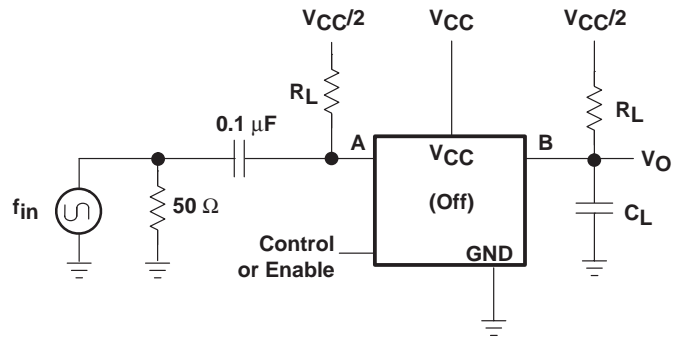 VCC/2
VCC
VCC/2
RL
RL
0.1 μF
A
B
VCC
VO
(Off)
fin
50 Ω
CL
Control
or Enable
GND